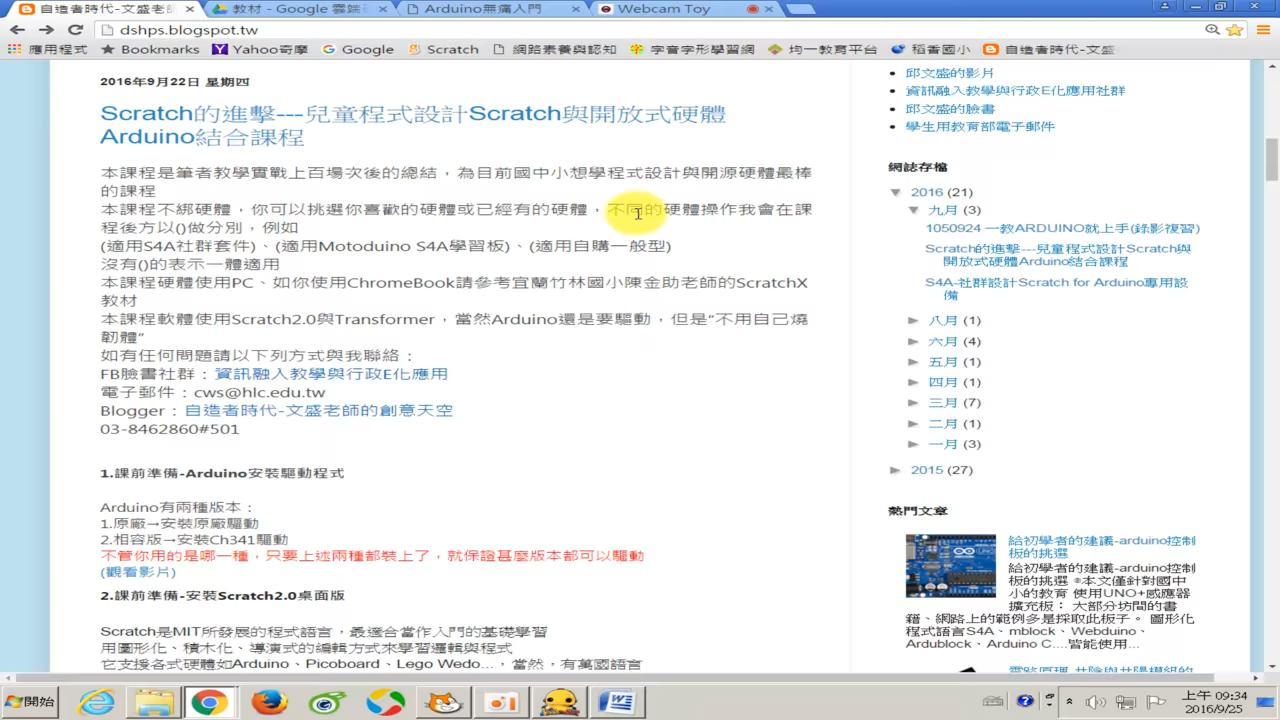 自造者時代-文盛老師
教材 - Google 雲端
Arduino無痛入門
Webcam Toy
dshps.blogspot.tw
應用程式
Bookmarks
Yahoo奇摩
Google
Scratch
網路素養與認知
字音字形學習網
均一教育平台
稻香國小
自造者時代-文盛
2016年9月22日 星期四
Scratch的進擊---兒童程式設計Scratch與開放式硬體
Arduino結合課程
本課程是筆者教學實戰上百場次後的總結，為目前國中小想學程式設計與開源硬體最棒
的課程
本課程不綁硬體，你可以挑選你喜歡的硬體或已經有的硬體，不同的硬體操作我會在課
程後方以()做分別，例如
(適用S4A社群套件)、(適用Motoduino S4A學習板)、(適用自購一般型)
沒有()的表示一體適用
本課程硬體使用PC、如你使用ChromeBook請參考宜蘭竹林國小陳金助老師的ScratchX
教材
本課程軟體使用Scratch2.0與Transformer，當然Arduino還是要驅動，但是"不用自己燒
韌體"
如有任何問題請以下列方式與我聯絡：
FB臉書社群：資訊融入教學與行政E化應用
電子郵件：cws@hlc.edu.tw
Blogger：自造者時代-文盛老師的創意天空
03-8462860#501
1.課前準備-Arduino安裝驅動程式
Arduino有兩種版本：
1.原廠→安裝原廠驅動
2.相容版→安裝Ch341驅動
不管你用的是哪一種，只要上述兩種都裝上了，就保證甚麼版本都可以驅動
(觀看影片)
2.課前準備-安裝Scratch2.0桌面版
Scratch是MIT所發展的程式語言，最適合當作入門的基礎學習
用圖形化、積木化、導演式的編輯方式來學習邏輯與程式
它支援各式硬體如Arduino、Picoboard、Lego Wedo...，當然，有萬國語言
邱文盛的影片
資訊融入教學與行政E化應用社群
邱文盛的臉書
學生用教育部電子郵件
網誌存檔
▼ 2016 (21)
▼ 九月 (3)
1050924 一教ARDUINO就上手(錄影複習)
Scratch的進擊---兒童程式設計Scratch與
開放式硬體Arduino結合課程
S4A-社群設計Scratch for Arduino專用設
備
► 八月 (1)
► 六月 (4)
► 五月 (1)
► 四月 (1)
► 三月 (7)
► 二月 (1)
► 一月 (3)
► 2015 (27)
熱門文章
給初學者的建議-arduino控制
板的挑選
給初學者的建議-arduino控制
板的挑選 ®本文僅針對國中
小的教育 使用UNO+感應器
擴充板： 大部分坊間的書
籍、網路上的範例多是採取此板子。 圖形化
程式語言S4A、mblock、Webduino、
Ardublock、Arduino C....皆能使用...
開始
上午 09:34
2016/9/25